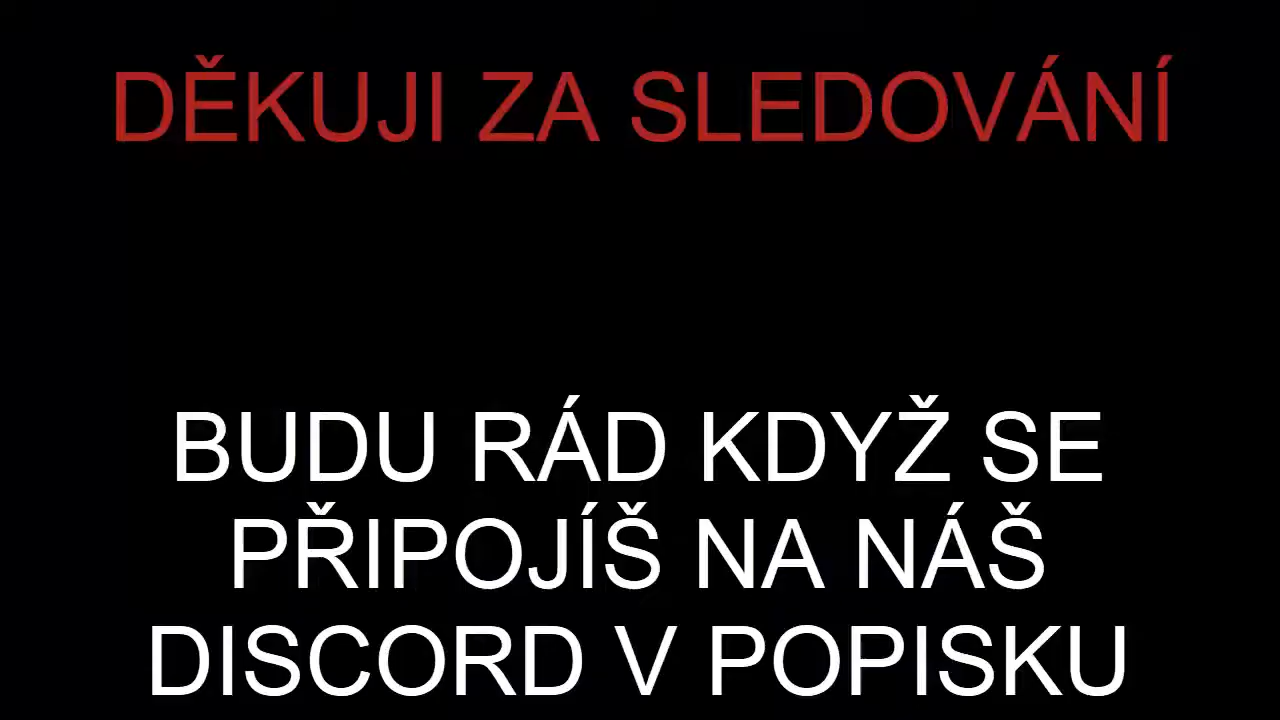 DĚKUJI ZA SLEDOVÁNÍ
BUDU RÁD KDYŽ SE
PŘIPOJÍŠ NA NÁŠ
DISCORD V POPISKU